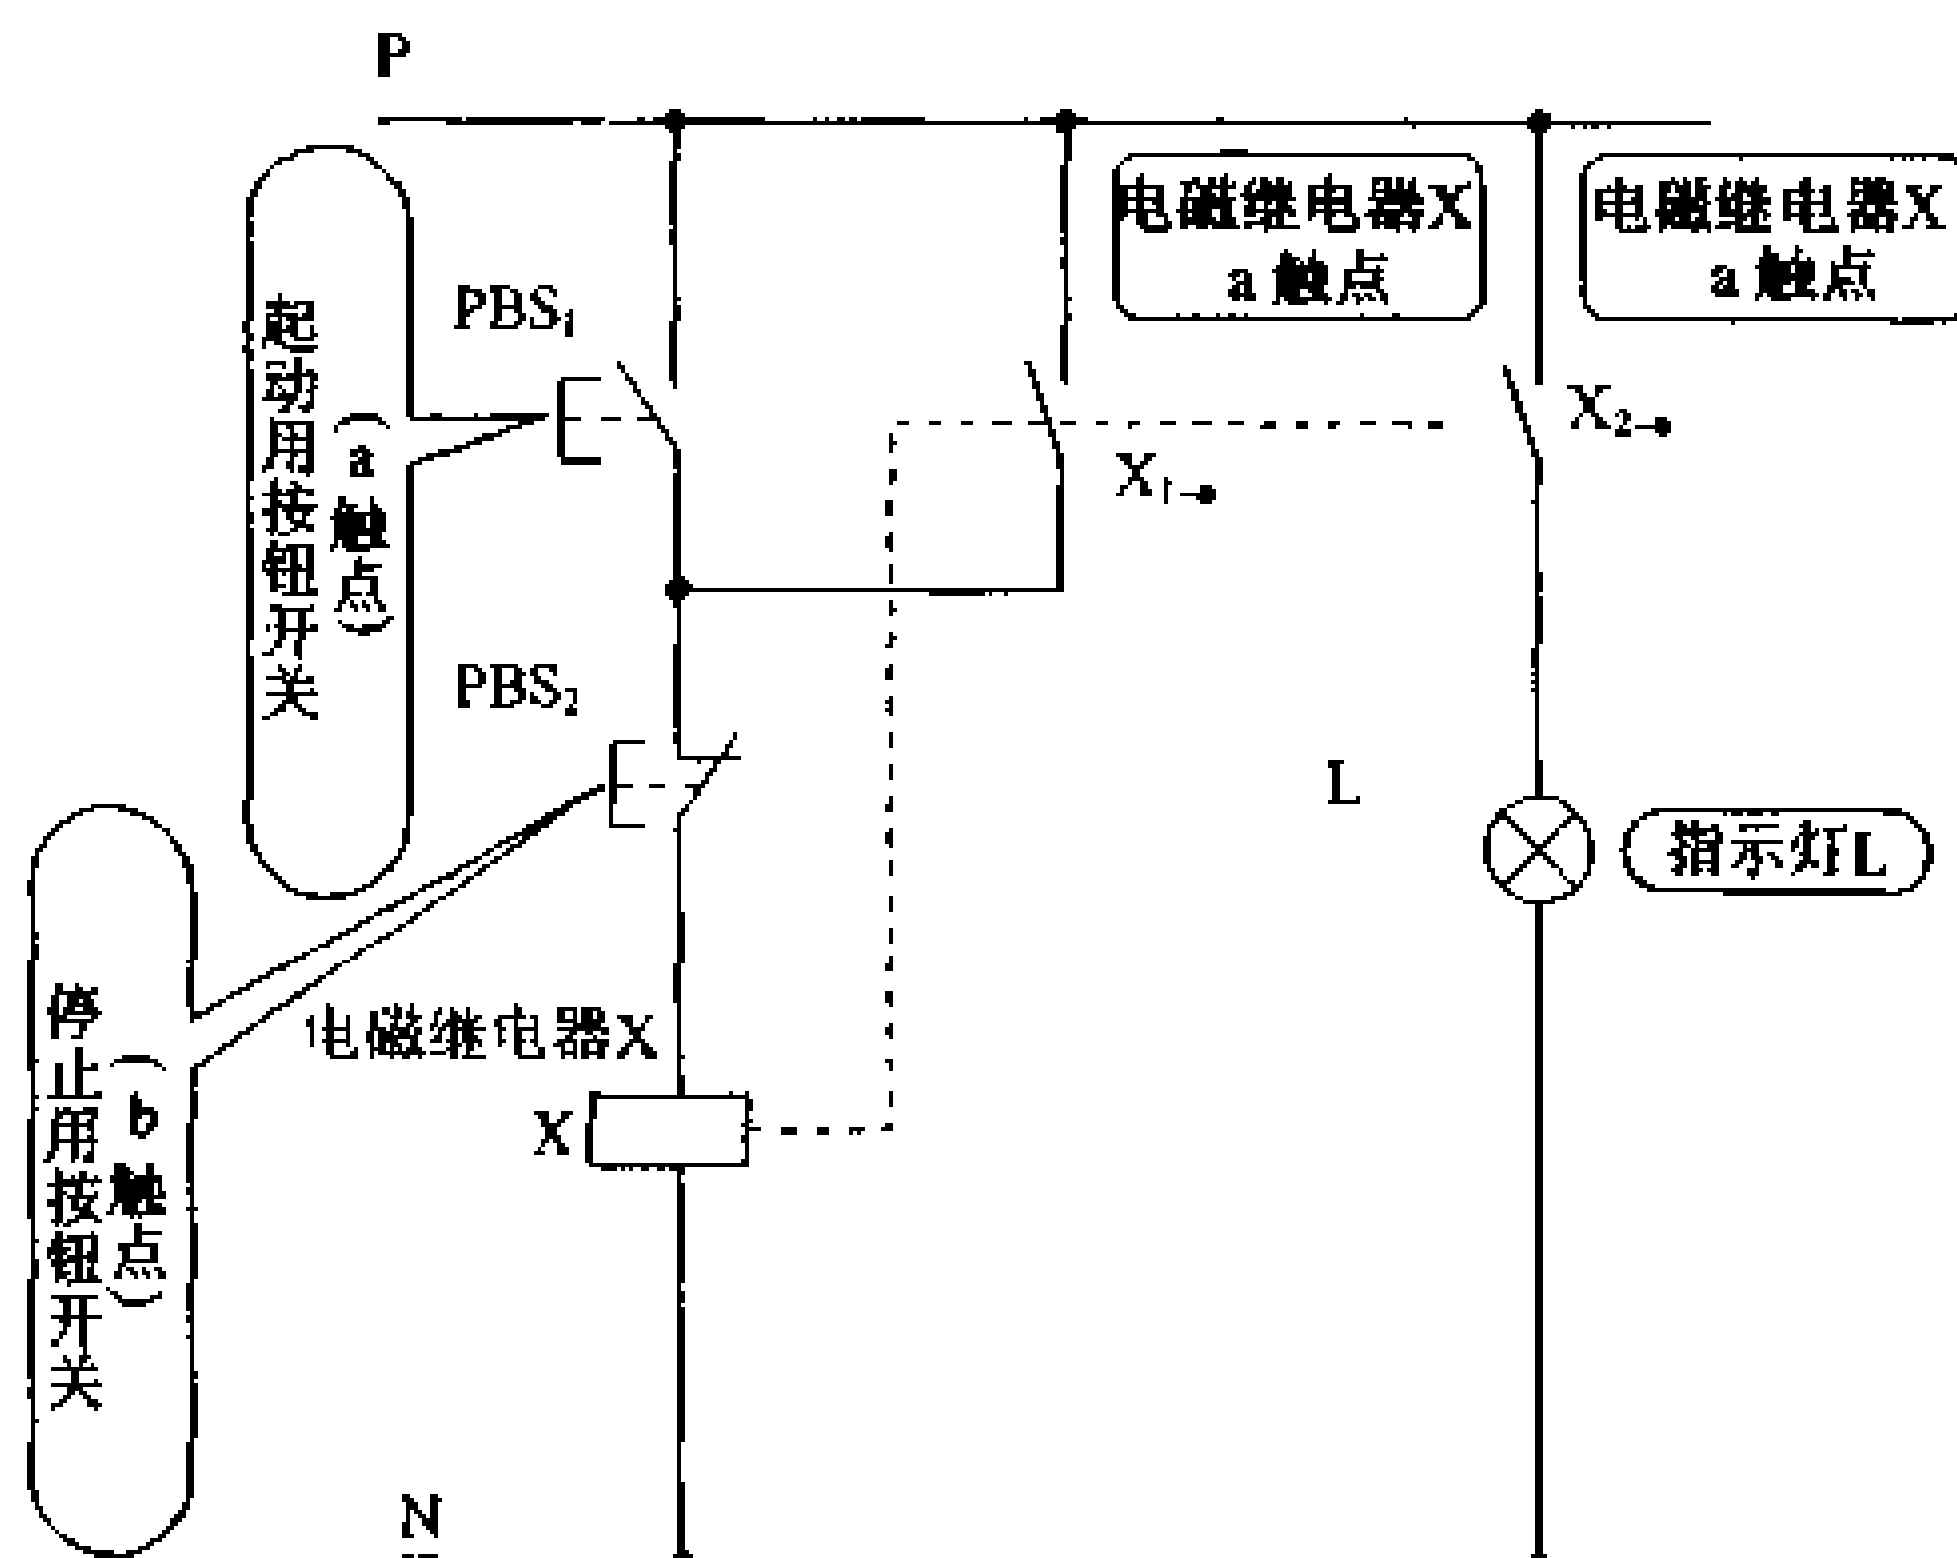 P
电磁继电器X
a 触点
电磁继电器X
a 触点
PBS₁
起动用按钮开关
(a触点)
X₂₋•
X₁₋•
PBS₂
L
指示灯L
停止用按钮开关
(b触点)
电磁继电器X
X
N